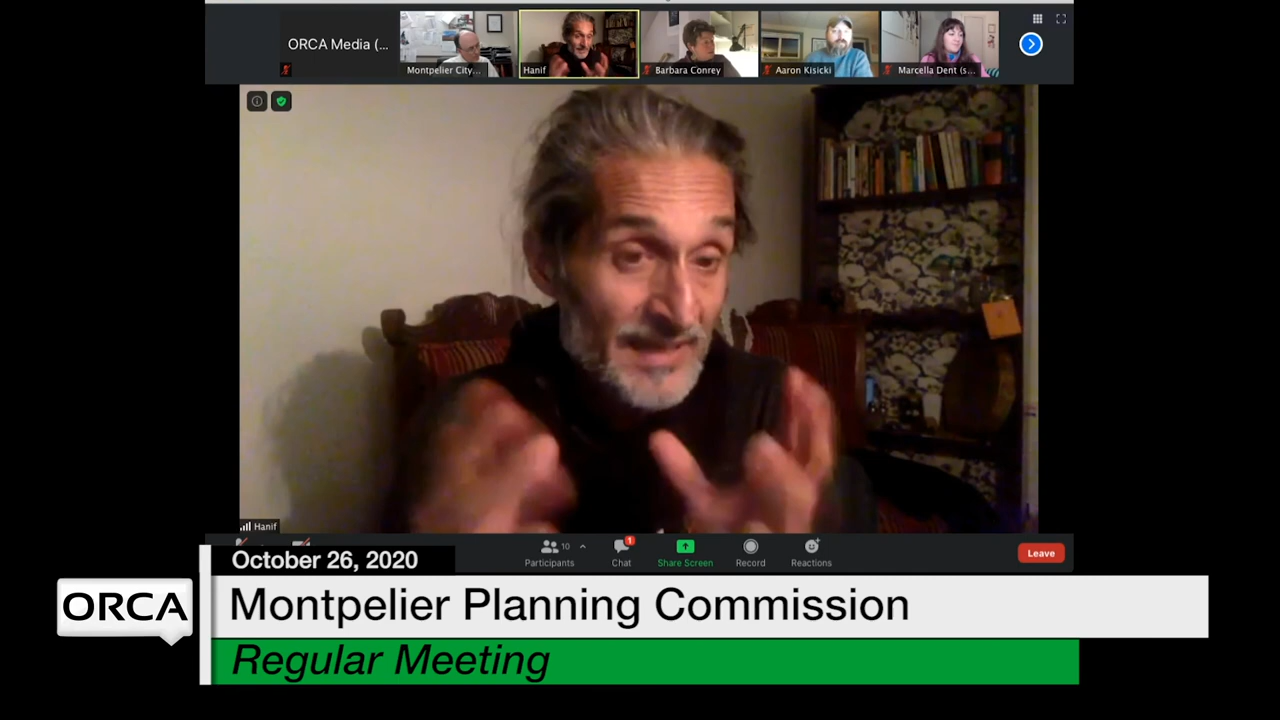 ORCA Media (...
Montpelier City...
Hanif
Barbara Conrey
Aaron Kisicki
Marcella Dent (s...
Hanif
10
Participants
1
Chat
Share Screen
Record
Reactions
Leave
October 26, 2020
ORCA
Montpelier Planning Commission
Regular Meeting